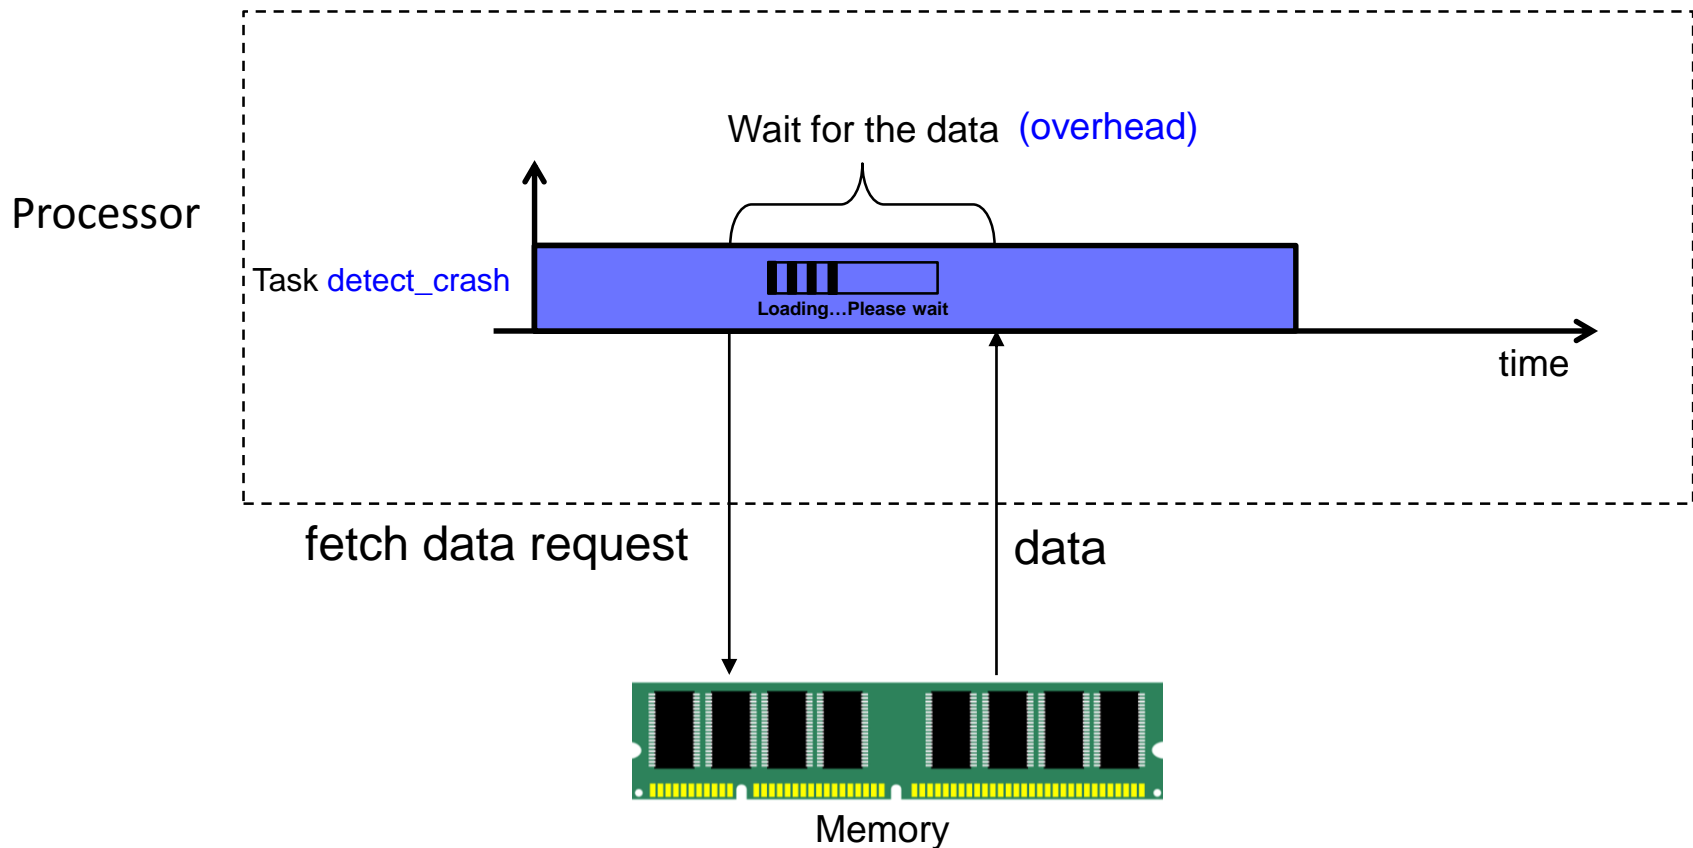 Wait for the data (overhead)
Processor
Task detect_crash
Loading...Please wait
time
fetch data request
data
Memory